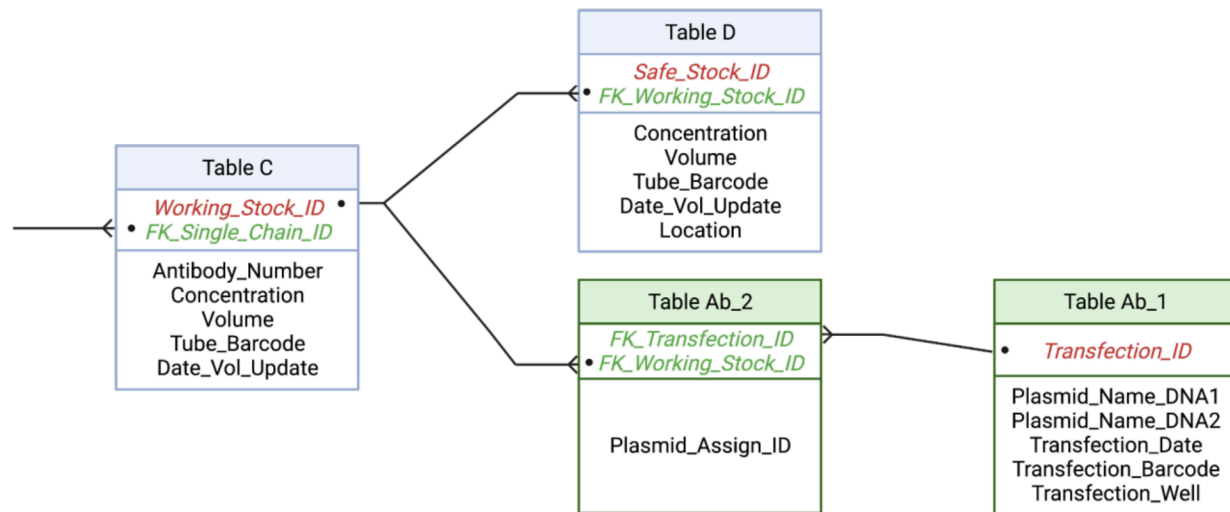 Table D
Safe_Stock_ID
FK_Working_Stock_ID
Concentration
Volume
Tube_Barcode
Date_Vol_Update
Location
Table C
Working_Stock_ID
FK_Single_Chain_ID
Antibody_Number
Concentration
Volume
Tube_Barcode
Date_Vol_Update
Table Ab_2
FK_Transfection_ID
FK_Working_Stock_ID
Plasmid_Assign_ID
Table Ab_1
Transfection_ID
Plasmid_Name_DNA1
Plasmid_Name_DNA2
Transfection_Date
Transfection_Barcode
Transfection_Well